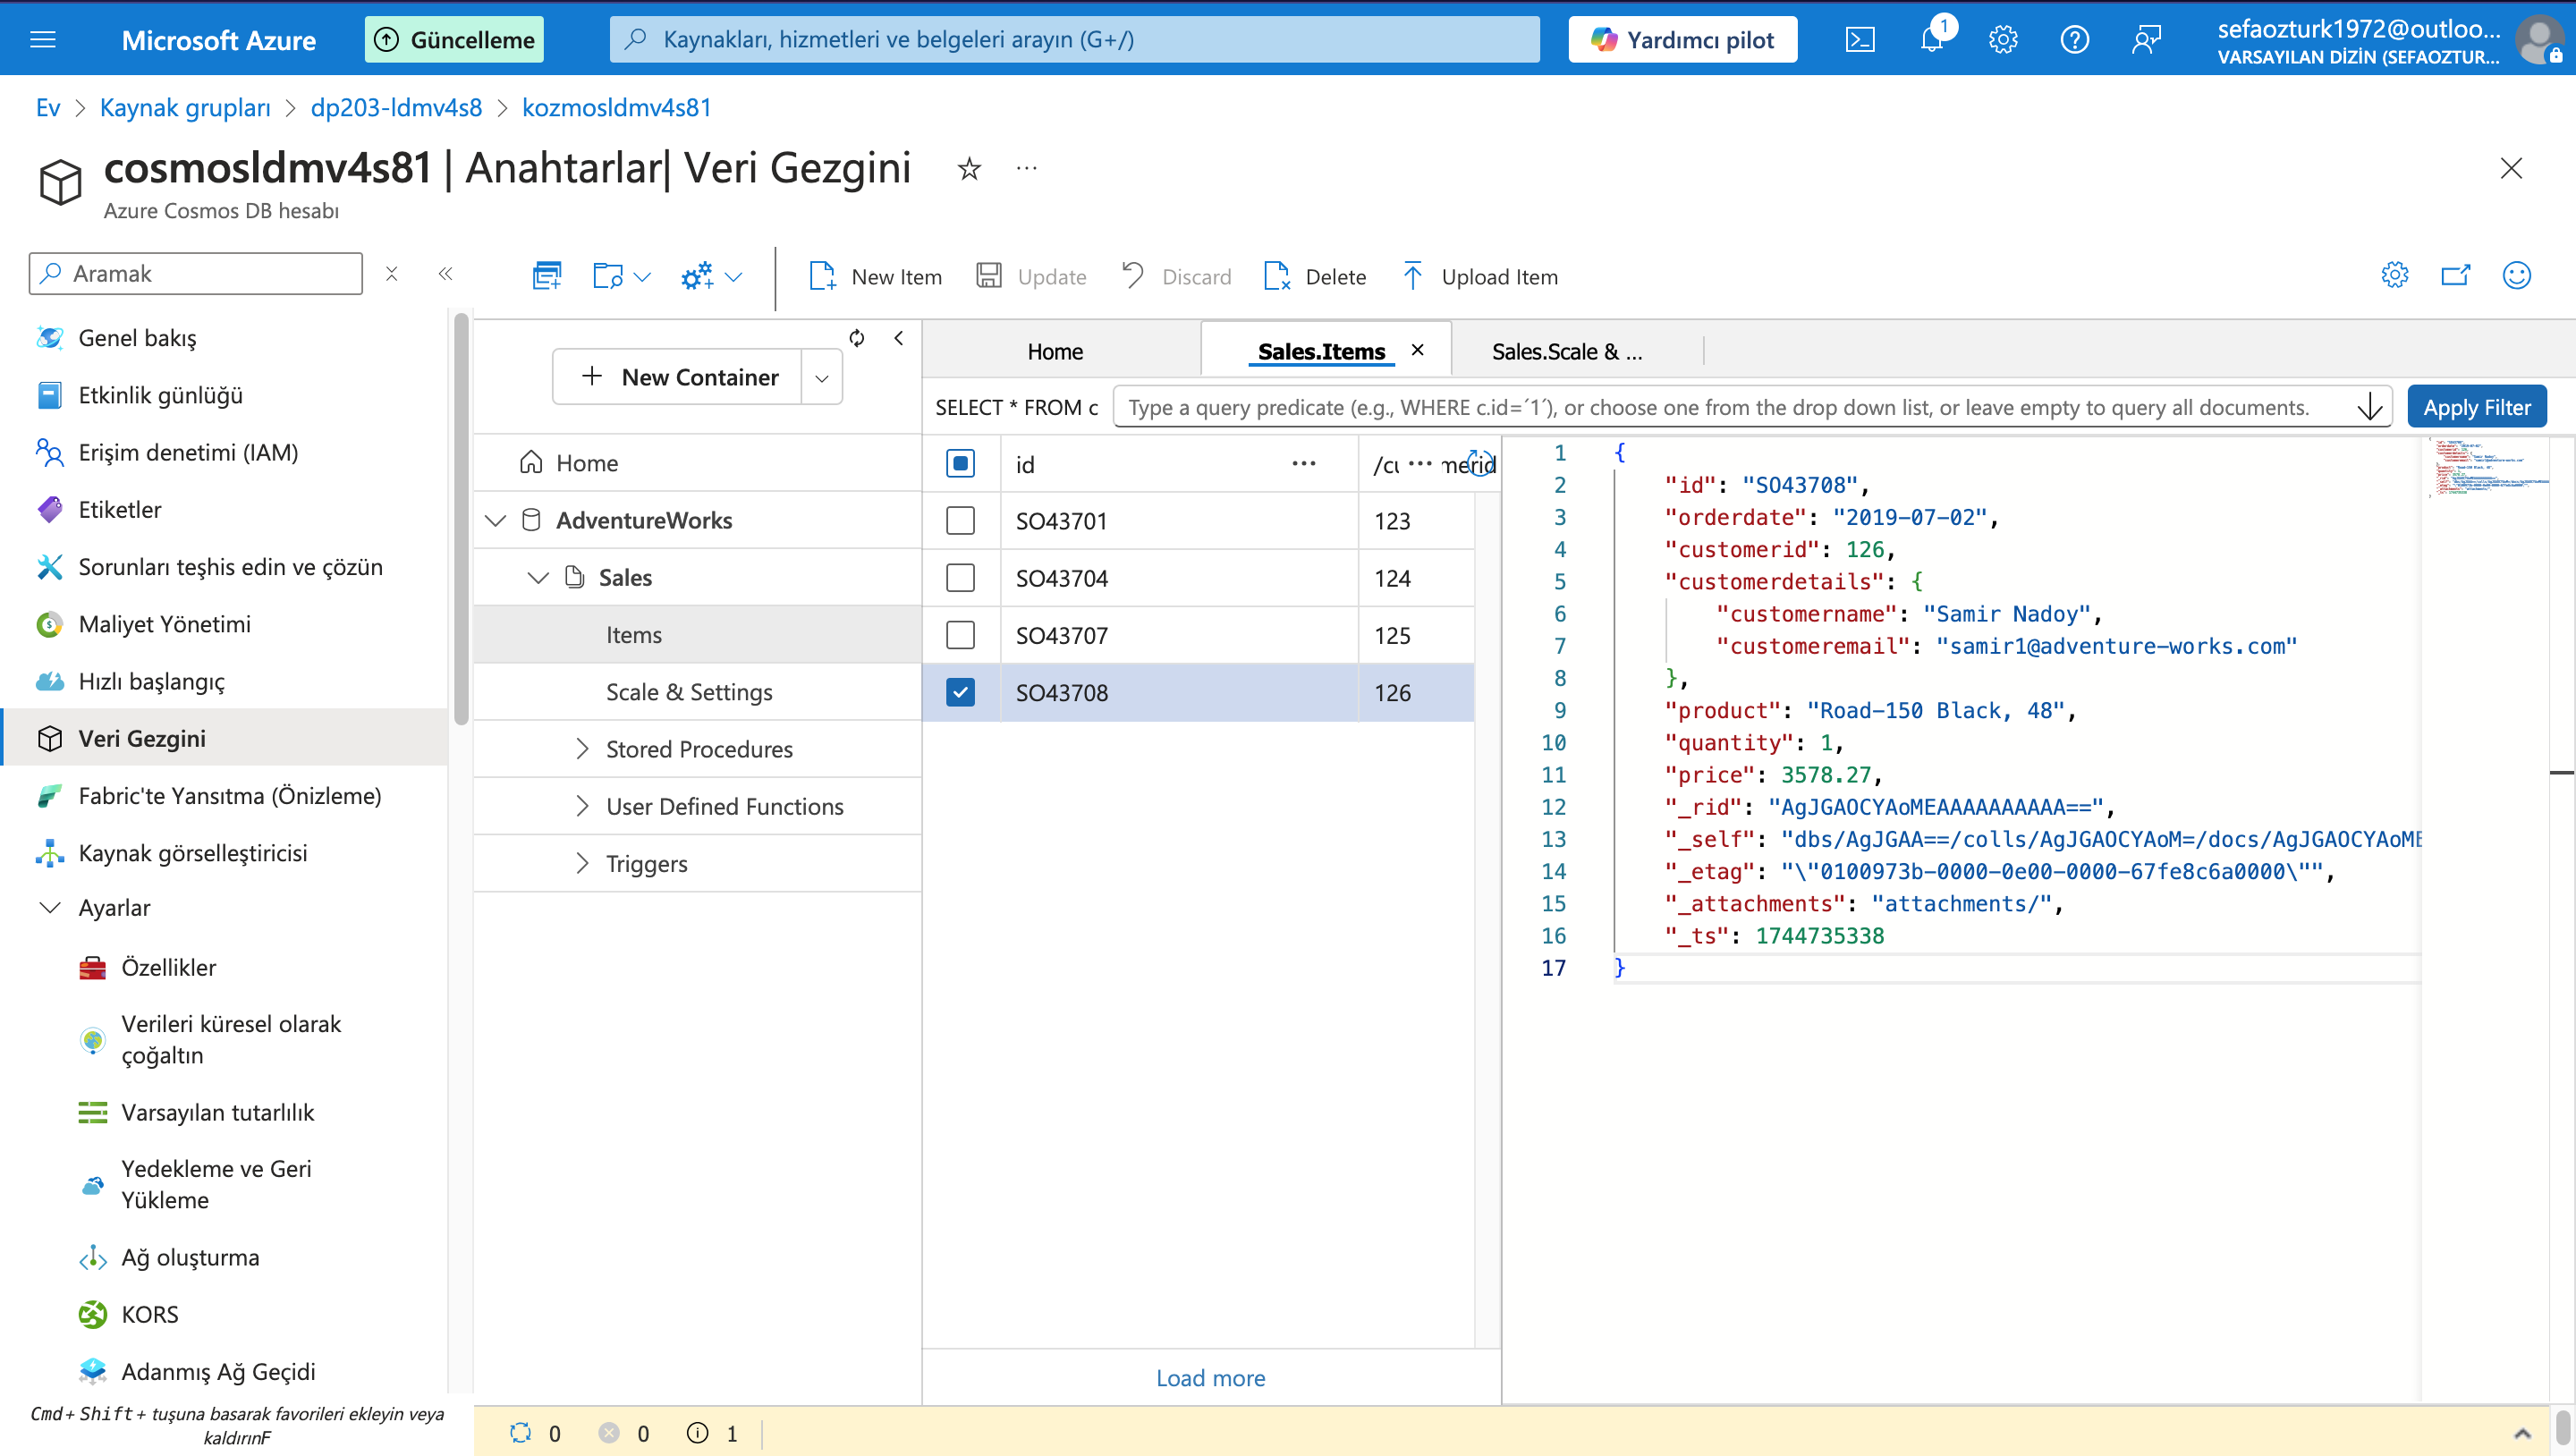 Microsoft Azure
Güncelleme
Kaynakları, hizmetleri ve belgeleri arayın (G+/)
Yardımcı pilot
1
sefaozturk1972@outloo...
VARSAYILAN DİZİN (SEFAOZTUR...
Ev > Kaynak grupları > dp203-ldmv4s8 > kozmosldmv4s81
cosmosldmv4s81 | Anahtarlar| Veri Gezgini
Azure Cosmos DB hesabı
Aramak
New Item
Update
Discard
Delete
Upload Item
Genel bakış
Etkinlik günlüğü
Erişim denetimi (IAM)
Etiketler
Sorunları teşhis edin ve çözün
Maliyet Yönetimi
Hızlı başlangıç
Veri Gezgini
Fabric'te Yansıtma (Önizleme)
Kaynak görselleştiricisi
Ayarlar
Özellikler
Verileri küresel olarak
çoğaltın
Varsayılan tutarlılık
Yedekleme ve Geri
Yükleme
Ağ oluşturma
KORS
Adanmış Ağ Geçidi
Cmd+ Shift+ tuşuna basarak favorileri ekleyin veya
kaldırınF
+ New Container
Home
AdventureWorks
Sales
Items
Scale & Settings
Stored Procedures
User Defined Functions
Triggers
Home
Sales.Items
Sales.Scale & ...
SELECT * FROM c
Type a query predicate (e.g., WHERE c.id=´1´), or choose one from the drop down list, or leave empty to query all documents.
Apply Filter
id ... /cu ... merid
SO43701 123
SO43704 124
SO43707 125
SO43708 126
Load more
1 {
2 "id": "SO43708",
3 "orderdate": "2019-07-02",
4 "customerid": 126,
5 "customerdetails": {
6 "customername": "Samir Nadoy",
7 "customeremail": "samir1@adventure-works.com"
8 },
9 "product": "Road-150 Black, 48",
10 "quantity": 1,
11 "price": 3578.27,
12 "_rid": "AgJGAOCYAoMEAAAAAAAAAA==",
13 "_self": "dbs/AgJGAA==/colls/AgJGAOCYAoM=/docs/AgJGAOCYAoME
14 "_etag": "\"0100973b-0000-0e00-0000-67fe8c6a0000\"",
15 "_attachments": "attachments/",
16 "_ts": 1744735338
17 }
0 0 1